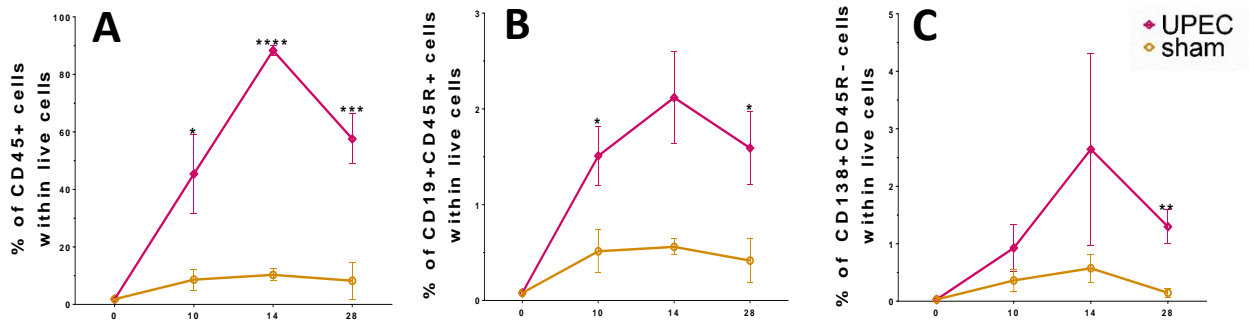 A
% of CD45+ cells
within live cells
100
80
60
40
20
0
*
****
***
0 10 14 28
B
% of CD19+CD45R+ cells
within live cells
3
2
1
0
*
*
0 10 14 28
C
% of CD138+CD45R- cells
within live cells
5
4
3
2
1
0
**
0 10 14 28
UPEC
sham